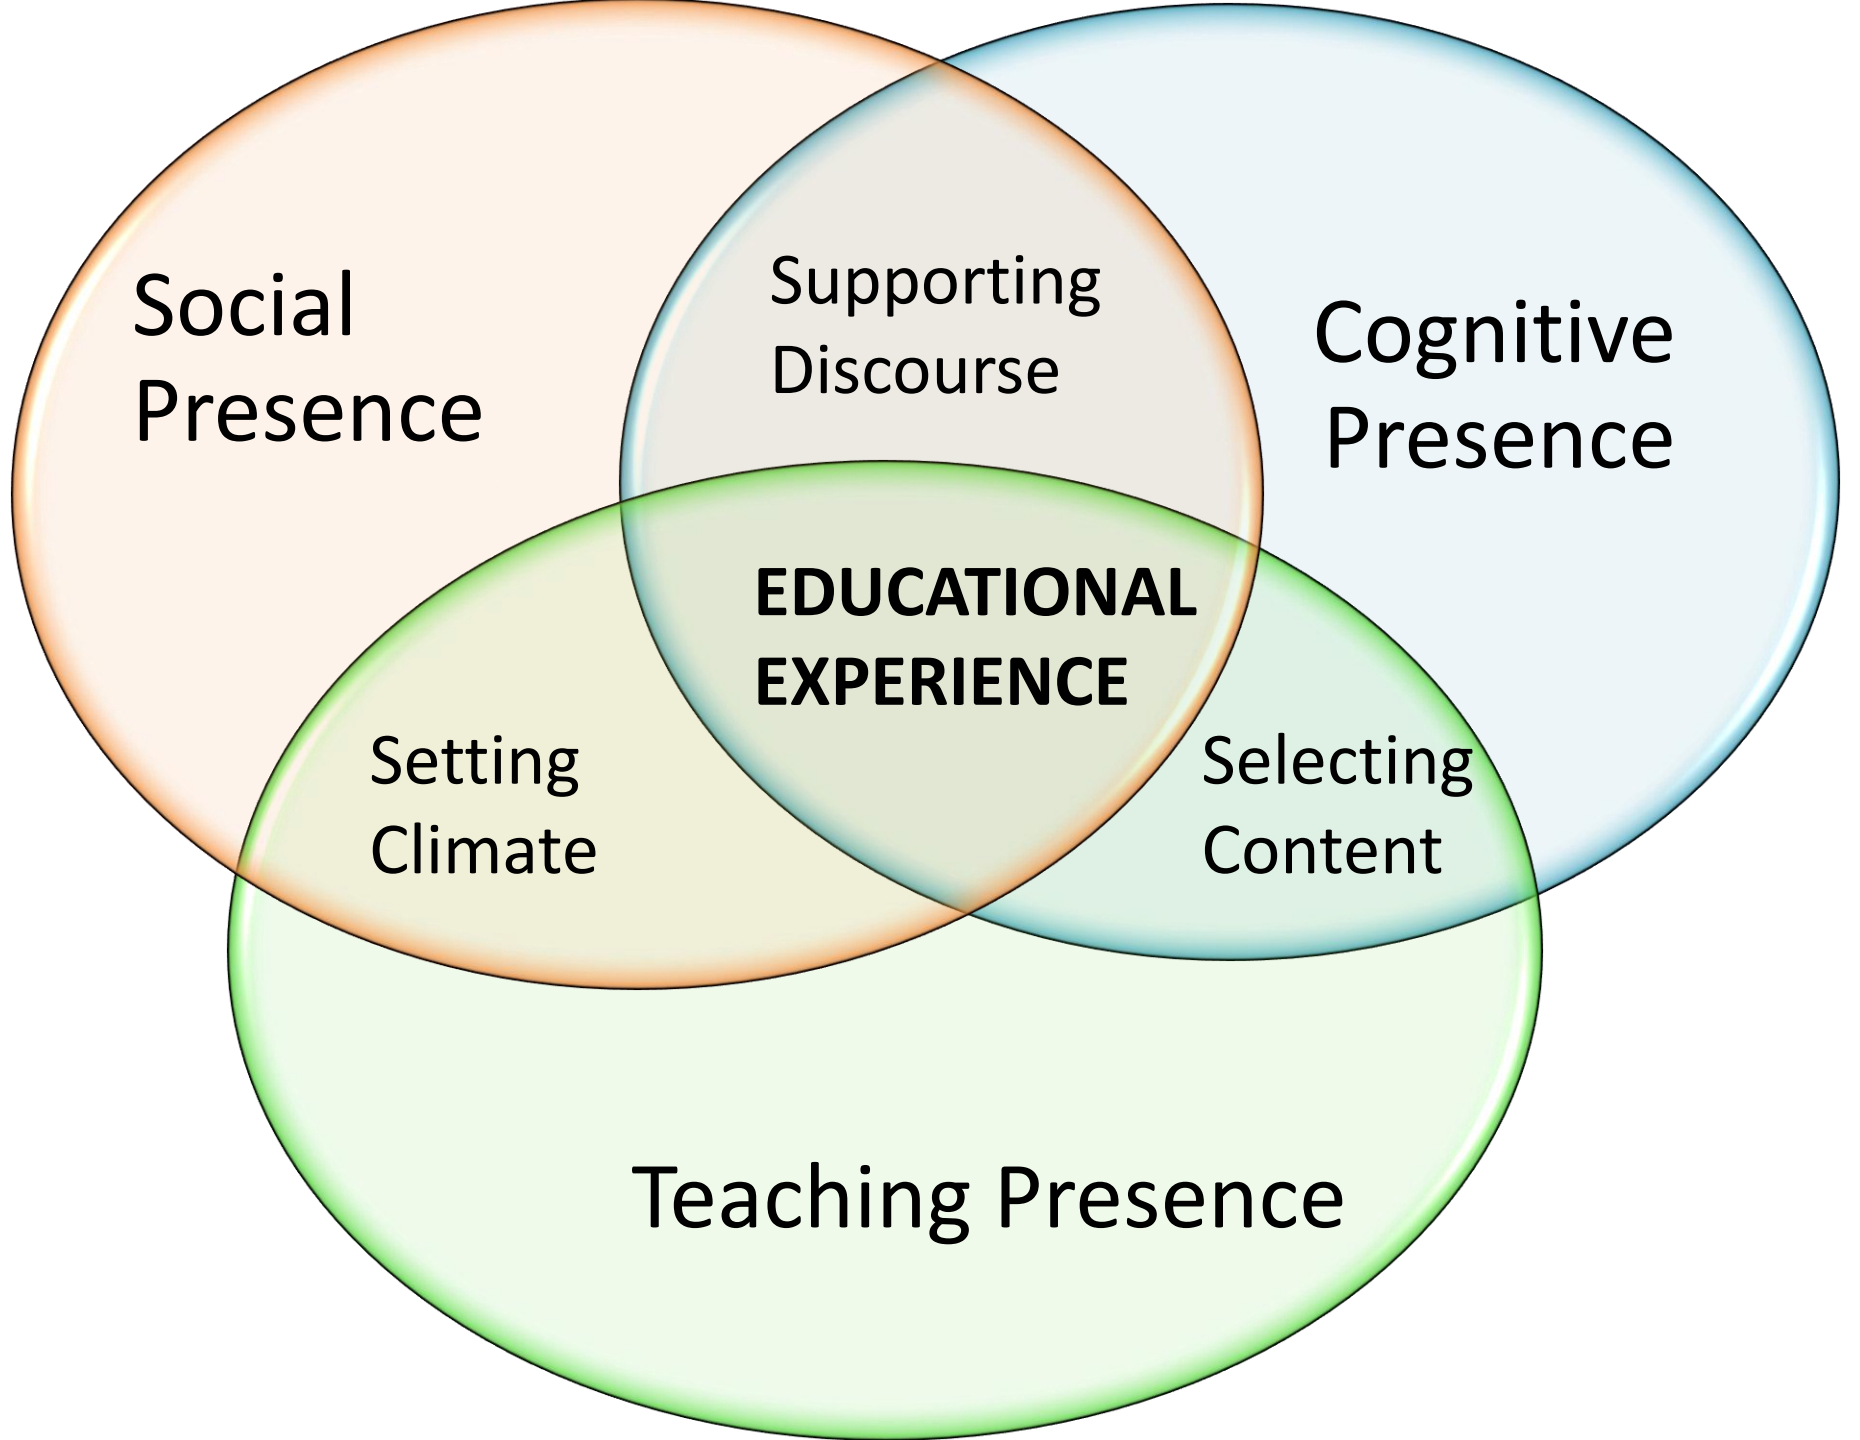 Social
Presence
Supporting
Discourse
Cognitive
Presence
EDUCATIONAL
EXPERIENCE
Setting
Climate
Selecting
Content
Teaching Presence